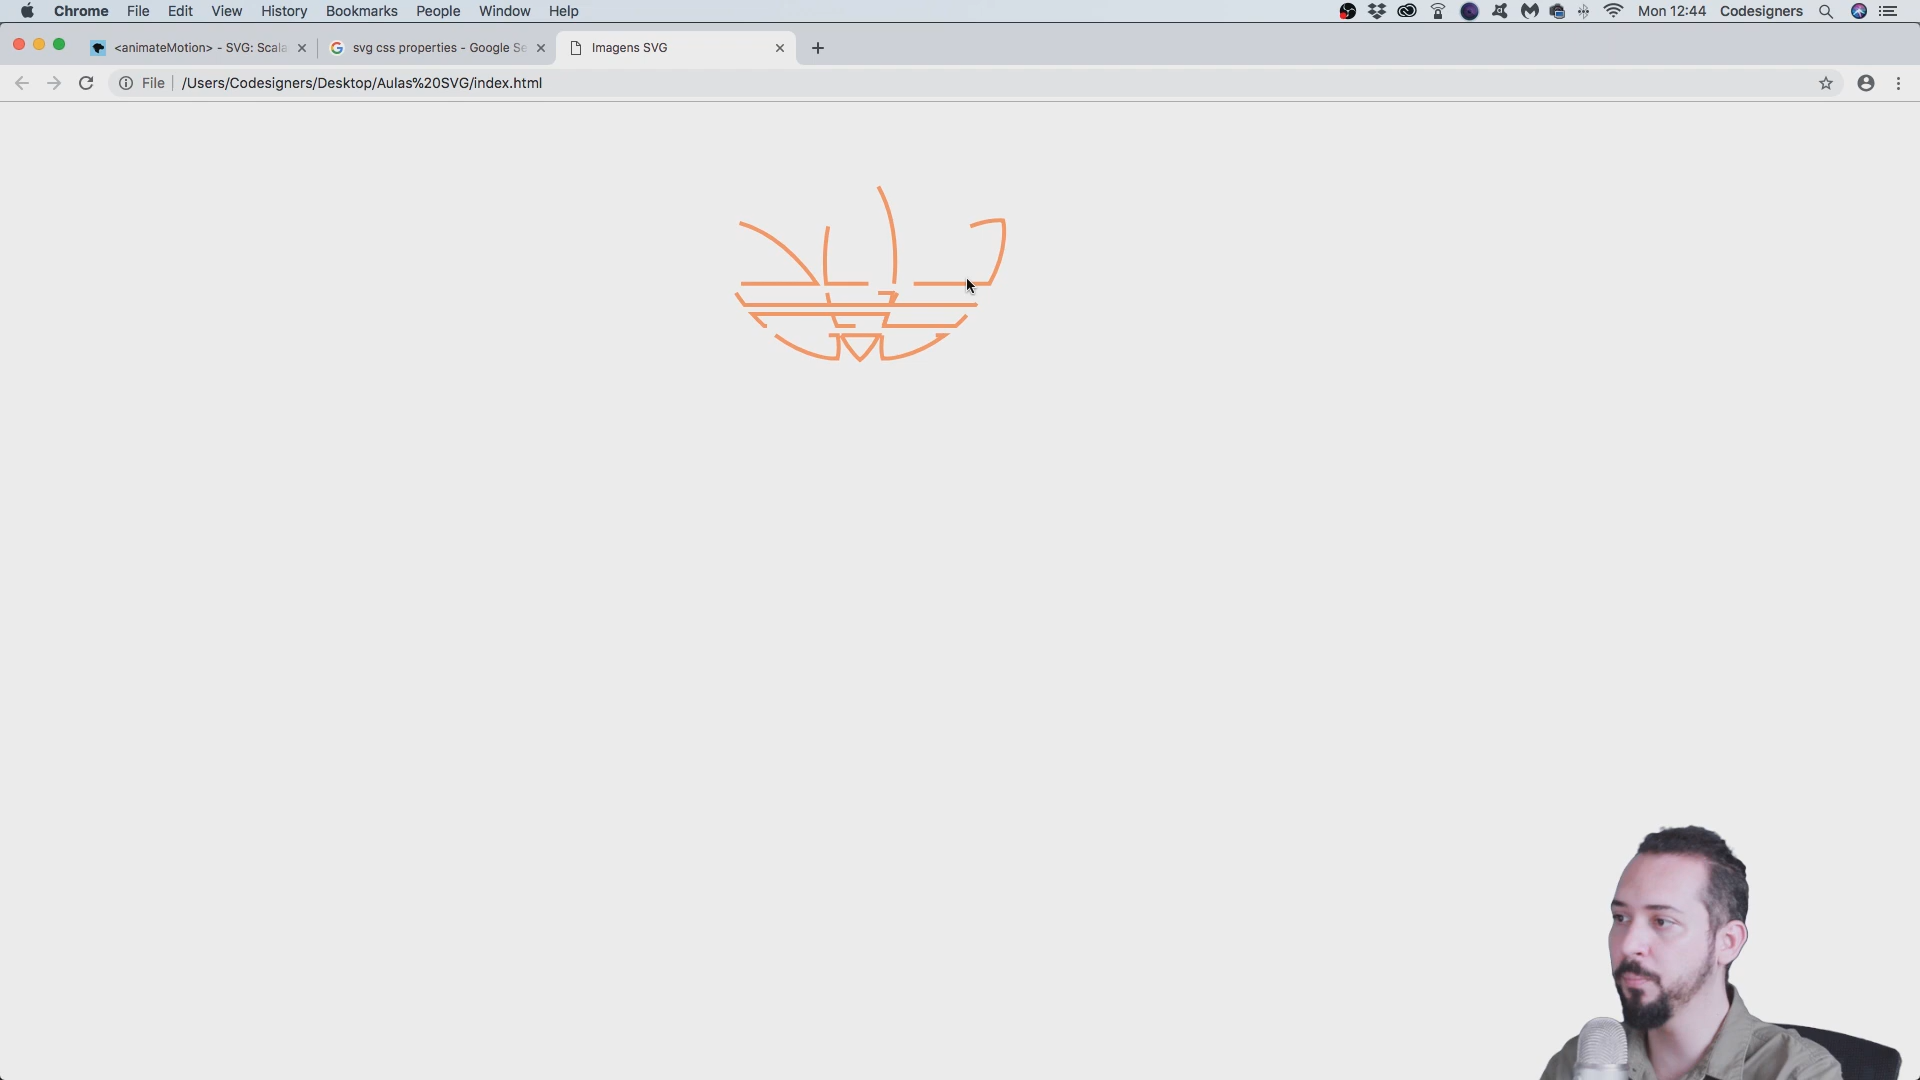 Chrome File Edit View History Bookmarks People Window Help Mon 12:44 Codesigners
<animateMotion> - SVG: Scala svg css properties - Google Se Imagens SVG
File /Users/Codesigners/Desktop/Aulas%20SVG/index.html